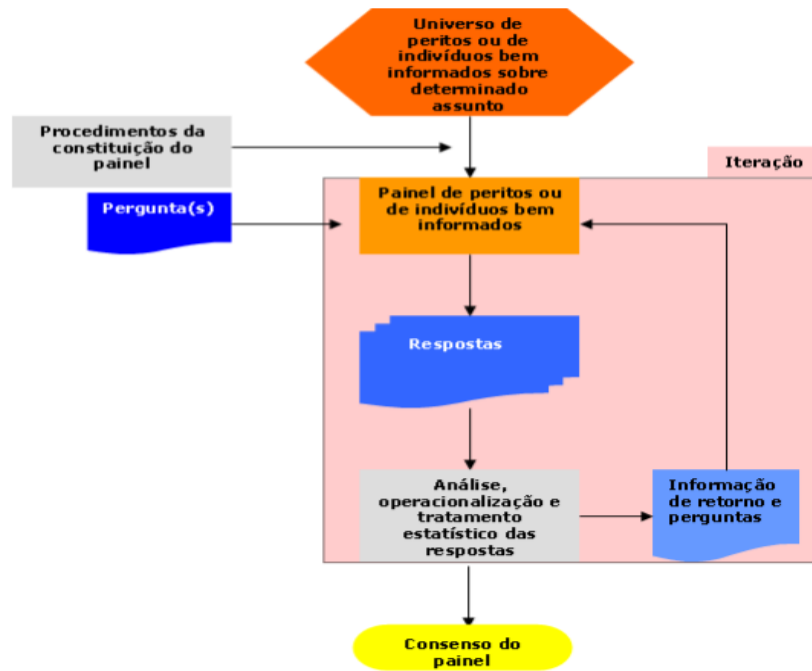 Universo de
peritos ou de
indivíduos bem
informados sobre
determinado
assunto
Procedimentos da
constituição do
painel
Iteração
Pergunta(s)
Painel de peritos ou
de indivíduos bem
informados
Respostas
Análise,
operacionalização e
tratamento
estatístico das
respostas
Informação
de retorno e
perguntas
Consenso do
painel